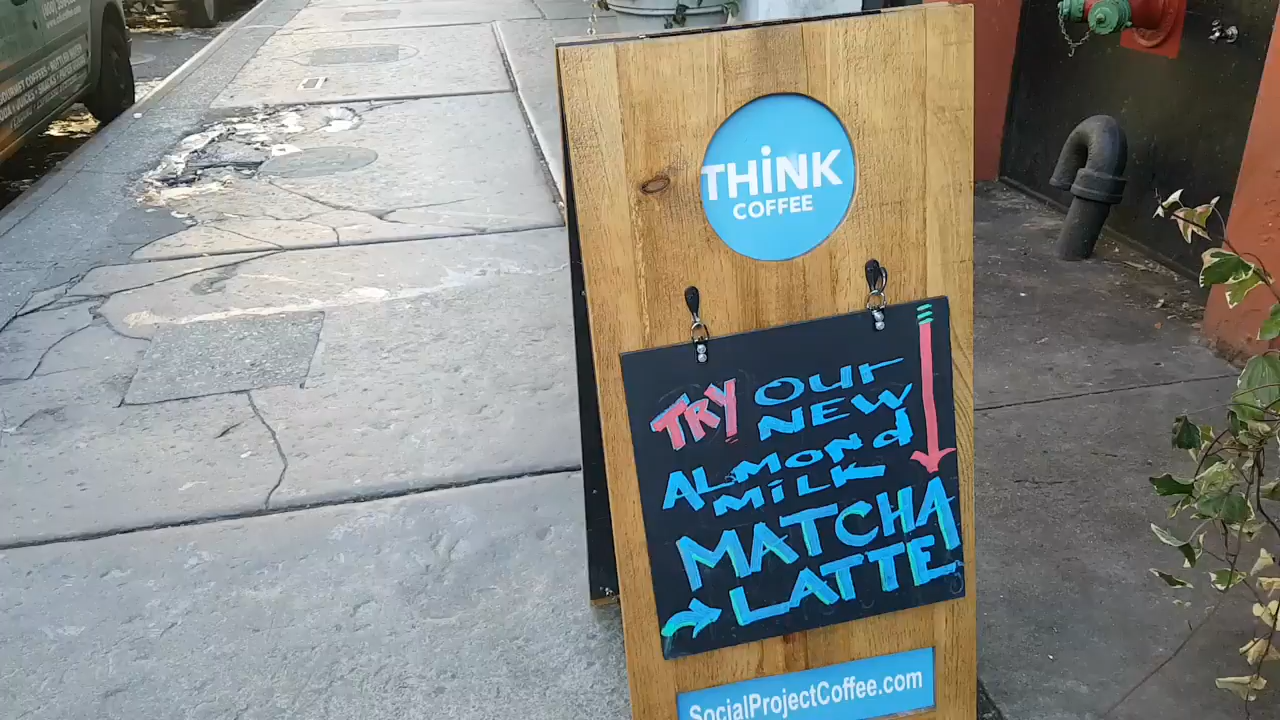 THiNK
COFFEE
TRY OUr
NEW
ALMOND
MiLK
MATCHA
LATTE
SocialProjectCoffee.com